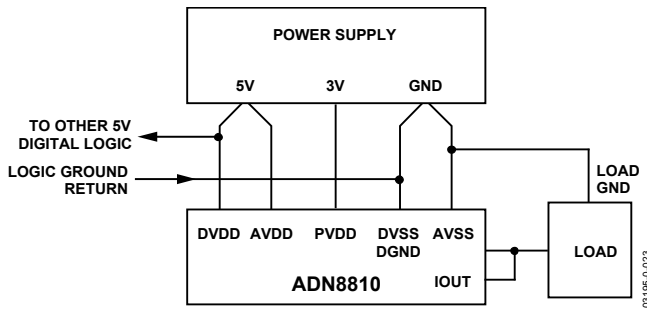 POWER SUPPLY
5V 3V GND
TO OTHER 5V
DIGITAL LOGIC
LOGIC GROUND
RETURN
LOAD
GND
DVDD AVDD PVDD DVSS AVSS
DGND
LOAD
IOUT
ADN8810
03195-0-023